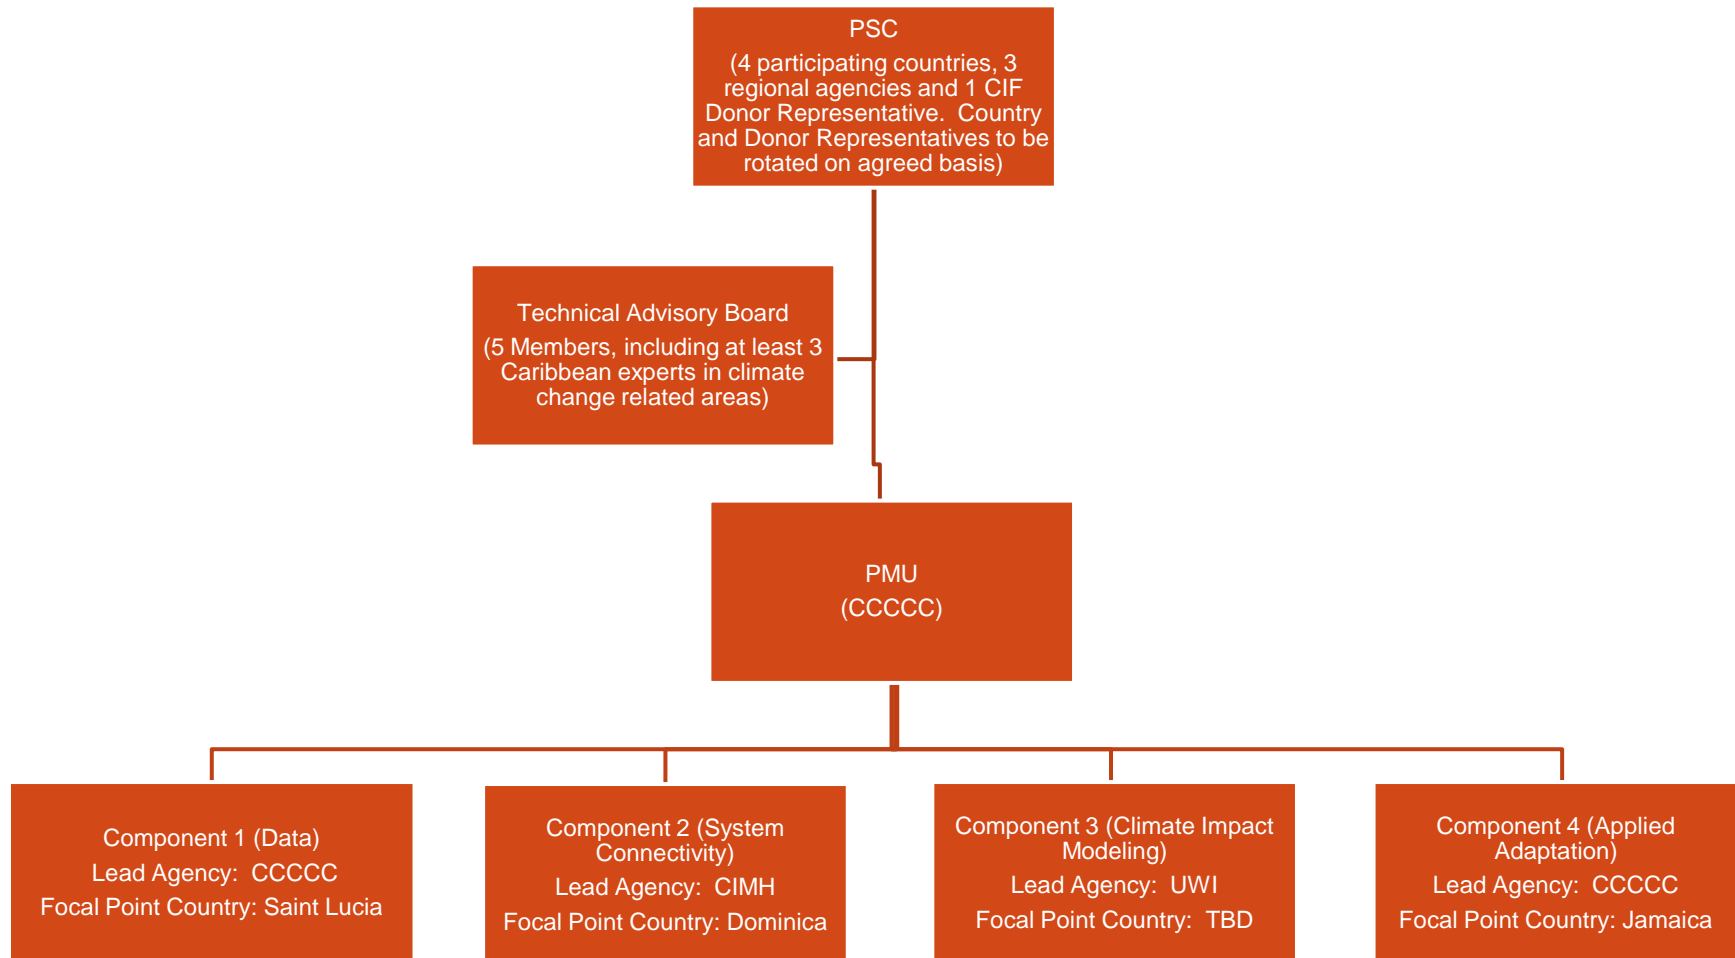 PSC
(4 participating countries, 3
regional agencies and 1 CIF
Donor Representative.  Country
and Donor Representatives to be
rotated on agreed basis)
Technical Advisory Board
(5 Members, including at least 3
Caribbean experts in climate
change related areas)
PMU
(CCCCC)
Component 1 (Data)
Lead Agency:  CCCCC
Focal Point Country: Saint Lucia
Component 2 (System
Connectivity)
Lead Agency:  CIMH
Focal Point Country: Dominica
Component 3 (Climate Impact
Modeling)
Lead Agency:  UWI
Focal Point Country:  TBD
Component 4 (Applied
Adaptation)
Lead Agency:  CCCCC
Focal Point Country: Jamaica